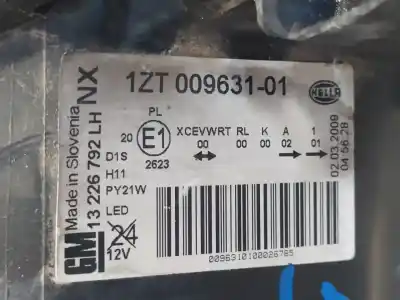 1ZT 009631-01
HELLA
GM
Made in Slovenia
13 226 792 LH NX
PL
20 E1 XCEVWRT RL K A 1
00 00 00 02 01
2623
D1S
H11
PY21W
LED
24
12V
02.03.2009
04:56:28
0096310100026785